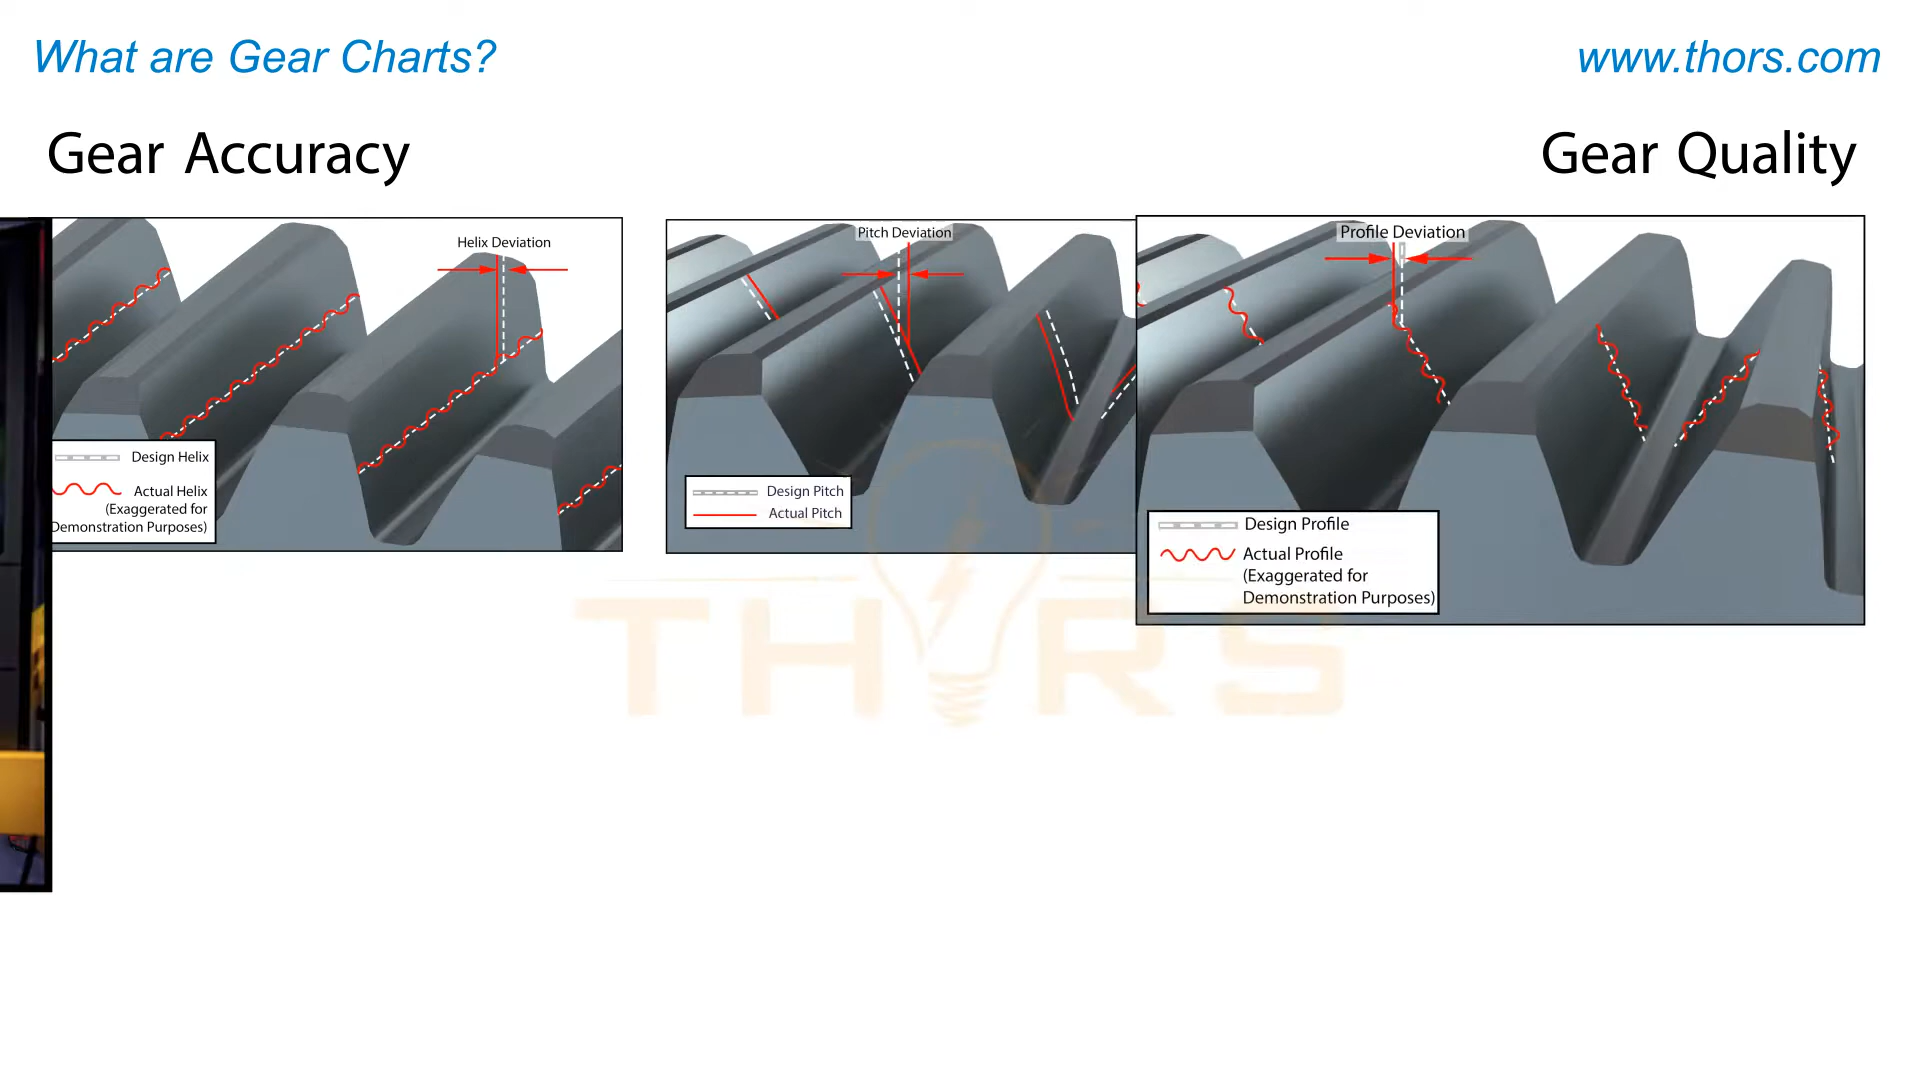 What are Gear Charts?
www.thors.com
Gear Accuracy
Gear Quality
Helix Deviation
Design Helix
Actual Helix
(Exaggerated for
Demonstration Purposes)
Pitch Deviation
Design Pitch
Actual Pitch
Profile Deviation
Design Profile
Actual Profile
(Exaggerated for
Demonstration Purposes)
THORS